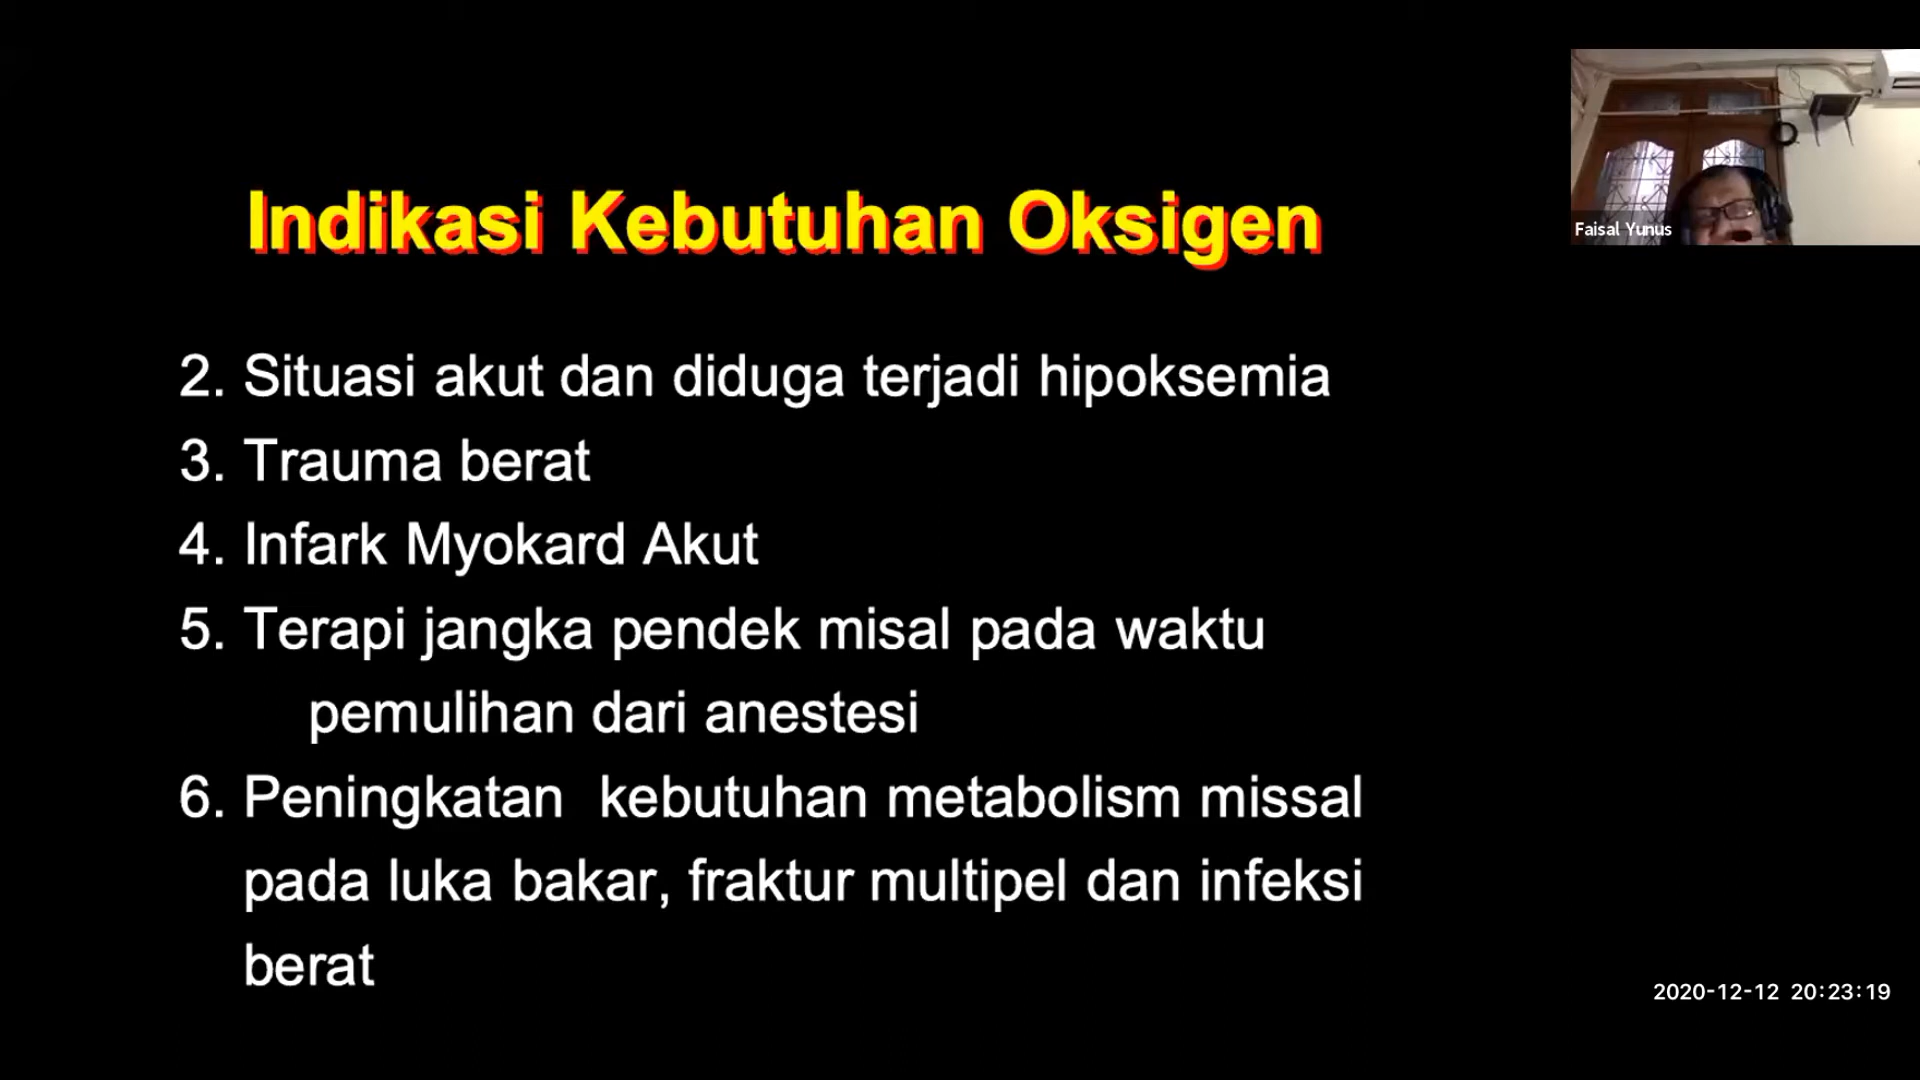 Indikasi Kebutuhan Oksigen
Faisal Yunus
2. Situasi akut dan diduga terjadi hipoksemia
3. Trauma berat
4. Infark Myokard Akut
5. Terapi jangka pendek misal pada waktu
pemulihan dari anestesi
6. Peningkatan  kebutuhan metabolism missal
pada luka bakar, fraktur multipel dan infeksi
berat
2020-12-12 20:23:19